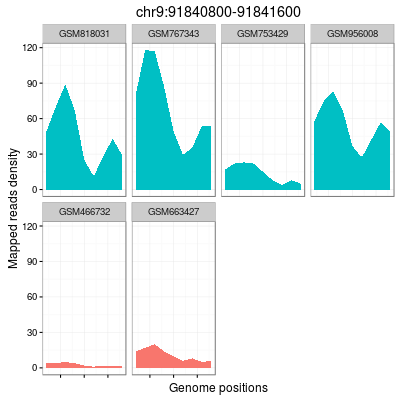 chr9:91840800-91841600
GSM818031 GSM767343 GSM753429 GSM956008
120
90
60
30
0
GSM466732 GSM663427
120
90
60
30
0
Mapped reads density
Genome positions